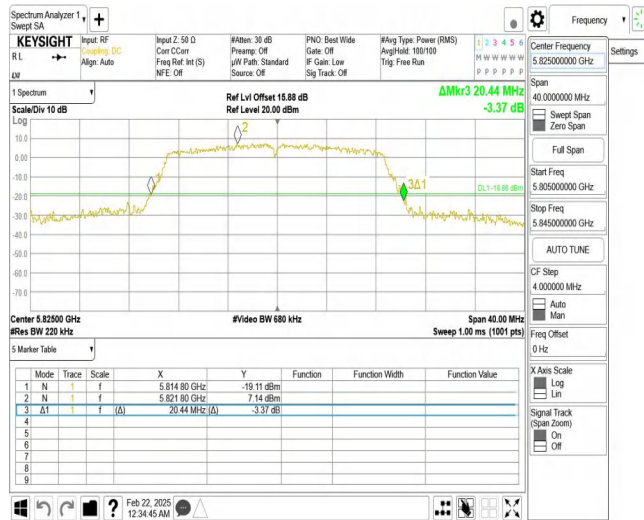 Spectrum Analyzer 1
Swept SA
+
Frequency
KEYSIGHT
R L
Input: RF
Coupling: DC
Align: Auto
Input Z: 50 Ω
Corr CCorr
Freq Ref: Int (S)
NFE: Off
#Atten: 30 dB
Preamp: Off
µW Path: Standard
Source: Off
PNO: Best Wide
Gate: Off
IF Gain: Low
Sig Track: Off
#Avg Type: Power (RMS)
Avg|Hold: 100/100
Trig: Free Run
1 2 3 4 5 6
M W W W W W
P P P P P P
1 Spectrum
Scale/Div 10 dB
Log
Ref Lvl Offset 15.88 dB
Ref Level 20.00 dBm
ΔMkr3 20.44 MHz
-3.37 dB
10.0
0.00
-10.0
-20.0
-30.0
-40.0
-50.0
-60.0
-70.0
2
3Δ1
Center 5.82500 GHz
#Res BW 220 kHz
#Video BW 680 kHz
Span 40.00 MHz
Sweep 1.00 ms (1001 pts)
5 Marker Table
Mode Trace Scale X Y Function Function Width Function Value
1 N 1 f 5.814 80 GHz -19.11 dBm
2 N 1 f 5.821 80 GHz 7.14 dBm
3 Δ1 1 f (Δ) 20.44 MHz (Δ) -3.37 dB
4
5
6
7
8
9
Feb 22, 2025
12:34:45 AM
Center Frequency
5.825000000 GHz
Settings
Span
40.0000000 MHz
Swept Span
Zero Span
Full Span
Start Freq
5.805000000 GHz
Stop Freq
5.845000000 GHz
AUTO TUNE
CF Step
4.000000 MHz
Auto
Man
Freq Offset
0 Hz
X Axis Scale
Log
Lin
Signal Track
(Span Zoom)
On
Off